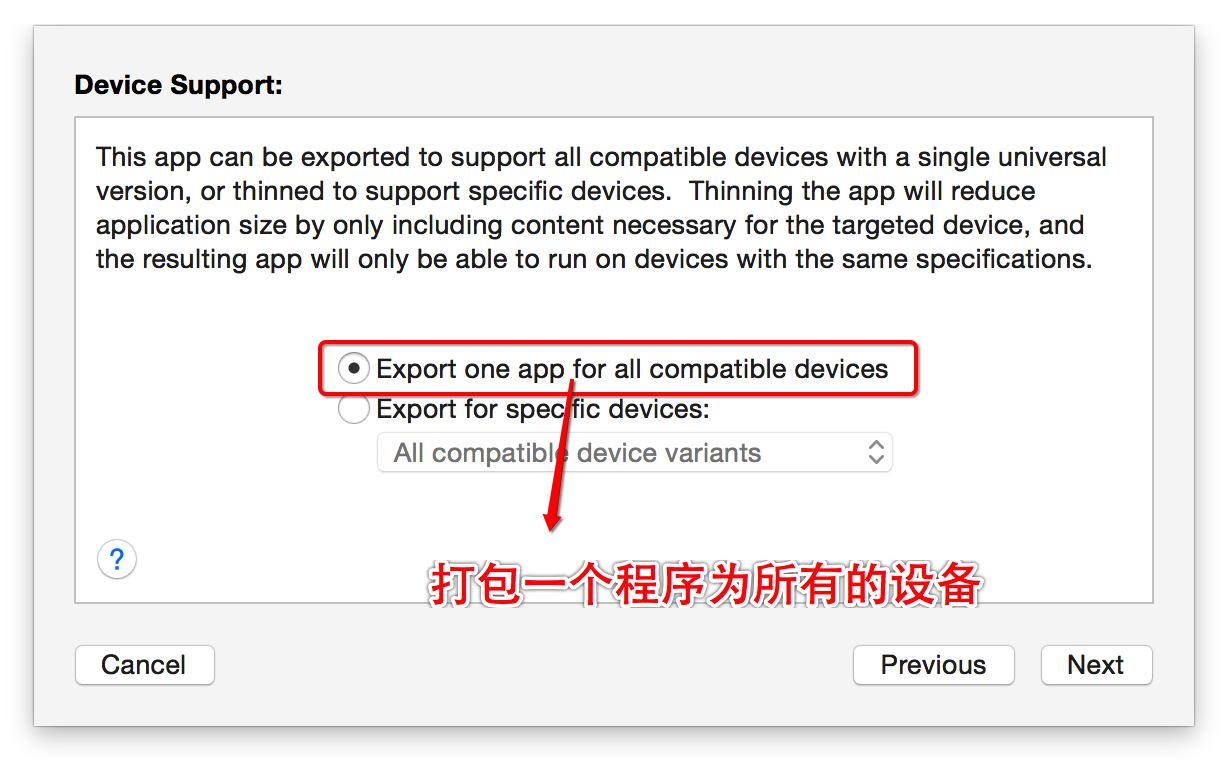 Device Support:
This app can be exported to support all compatible devices with a single universal
version, or thinned to support specific devices.  Thinning the app will reduce
application size by only including content necessary for the targeted device, and
the resulting app will only be able to run on devices with the same specifications.
Export one app for all compatible devices
Export for specific devices:
All compatible device variants
?
打包一个程序为所有的设备
Cancel
Previous
Next